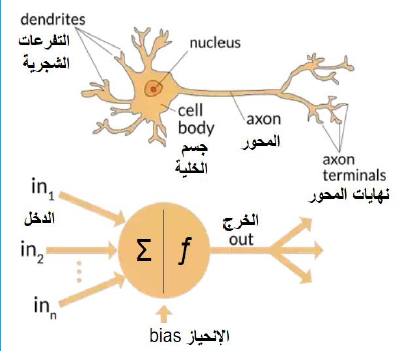 dendrites
التفرعات
الشجرية
nucleus
cell
body
جسم
الخلية
axon
المحور
axon
terminals
نهايات المحور
in1
الدخل
in2
inn
Σ f
الخرج
out
bias الإنحياز